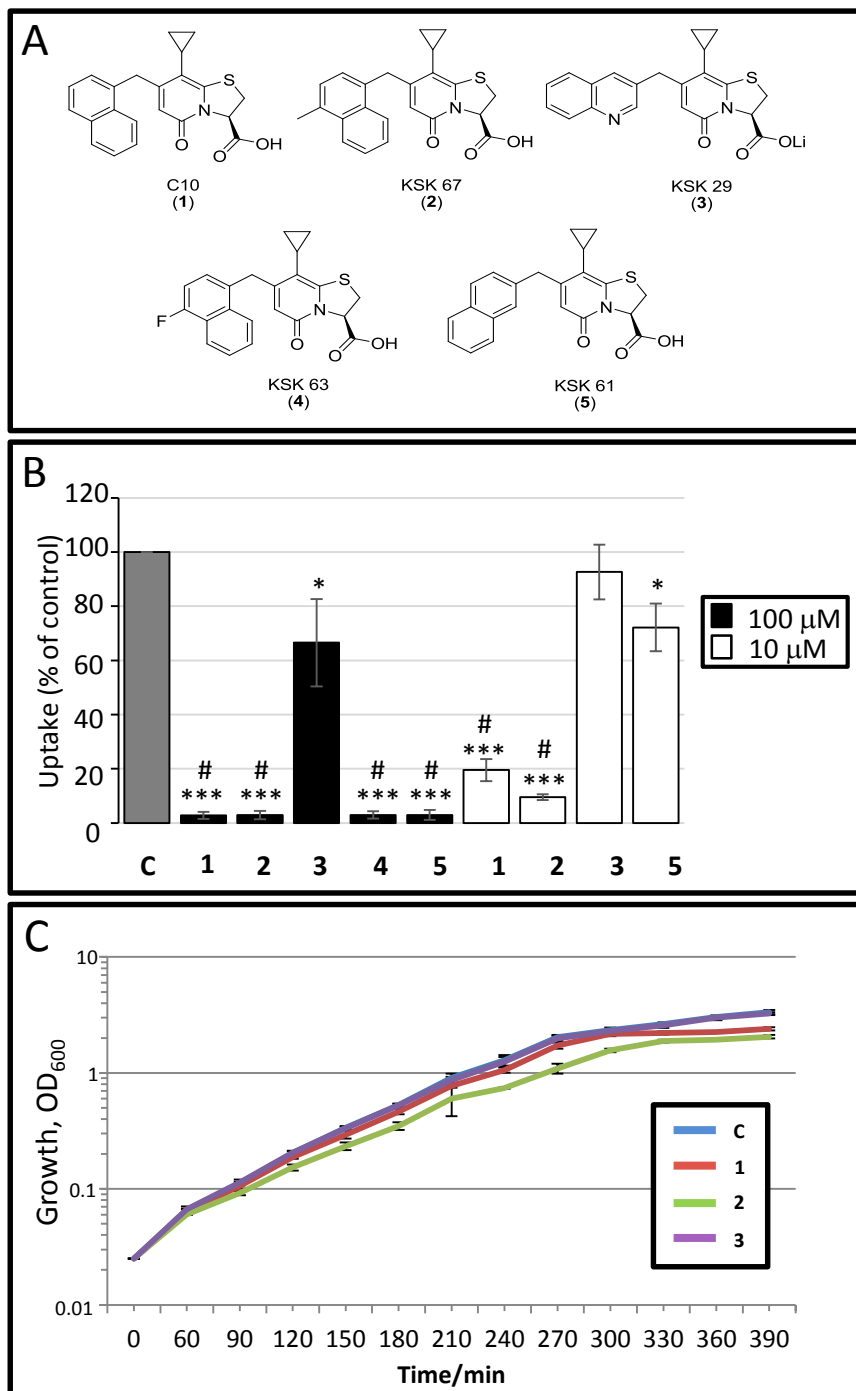 A
S
N
O
O
OH
C10
(1)
S
N
O
O
OH
KSK 67
(2)
N
S
N
O
O
OLi
KSK 29
(3)
F
S
N
O
O
OH
KSK 63
(4)
S
N
O
O
OH
KSK 61
(5)
B
Uptake (% of control)
120
100
80
60
40
20
0
#
***
#
***
*
#
***
#
***
#
***
#
***
*
C 1 2 3 4 5 1 2 3 5
100 μM
10 μM
C
Growth, OD600
10
1
0.1
0.01
0 60 90 120 150 180 210 240 270 300 330 360 390
Time/min
C
1
2
3